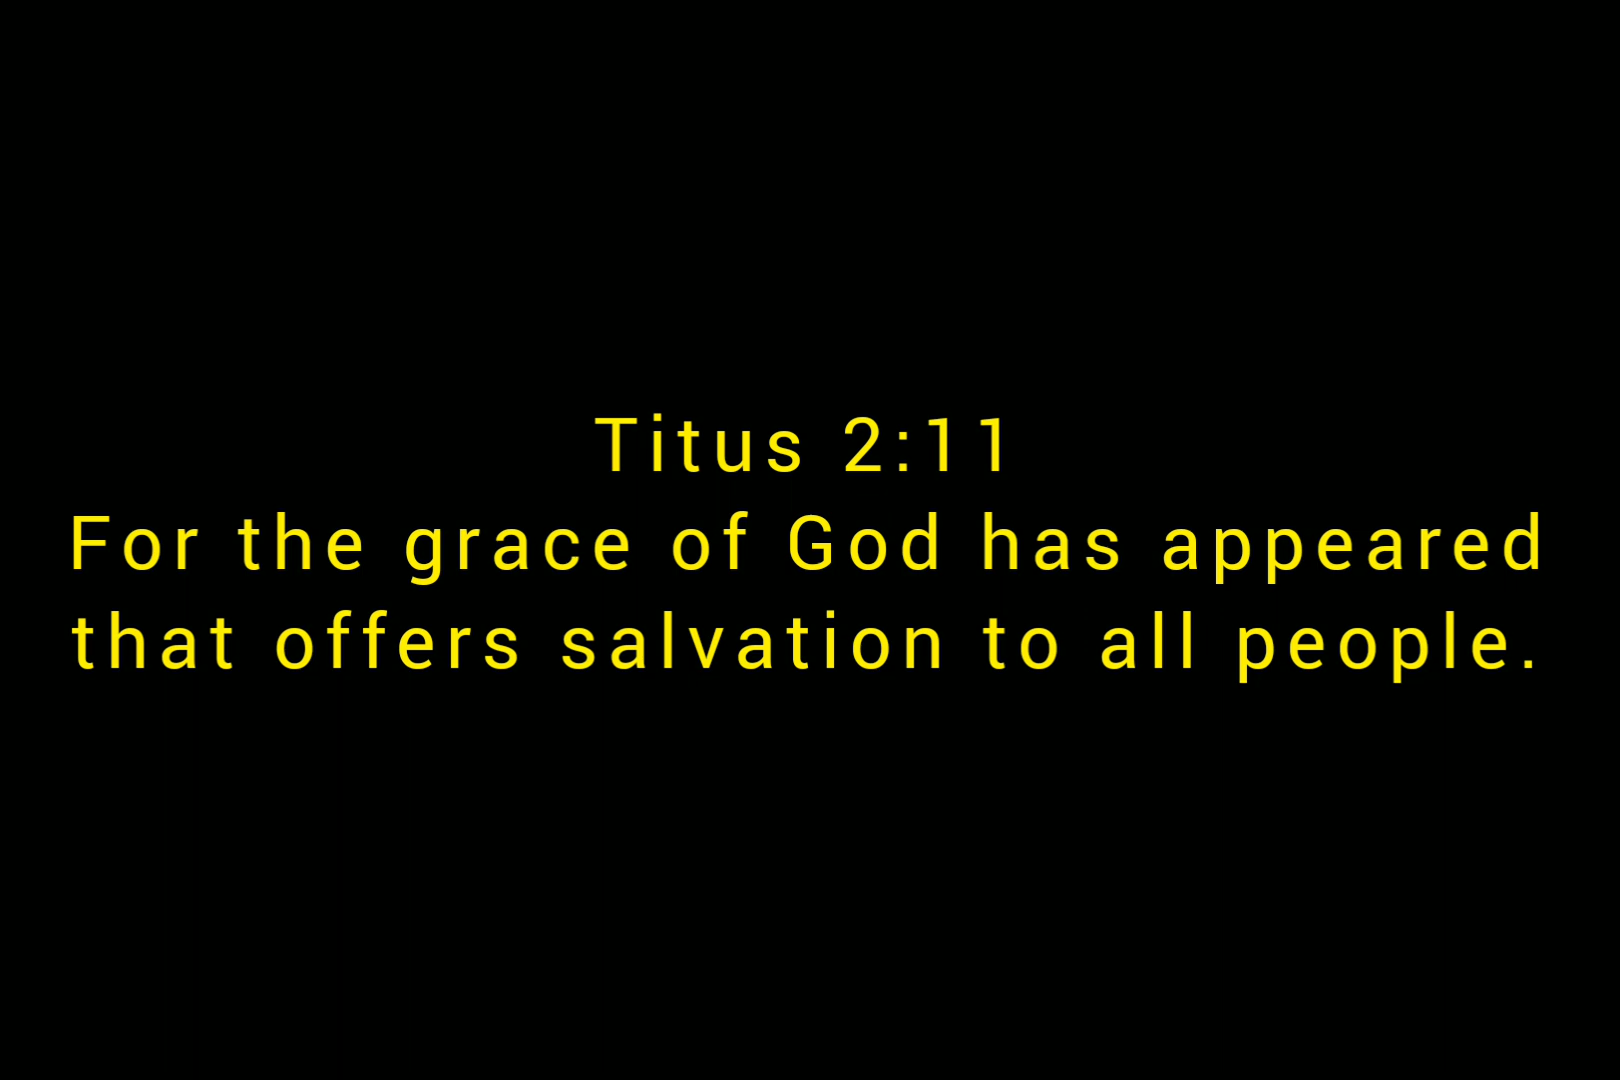 Titus 2:11
For the grace of God has appeared
that offers salvation to all people.